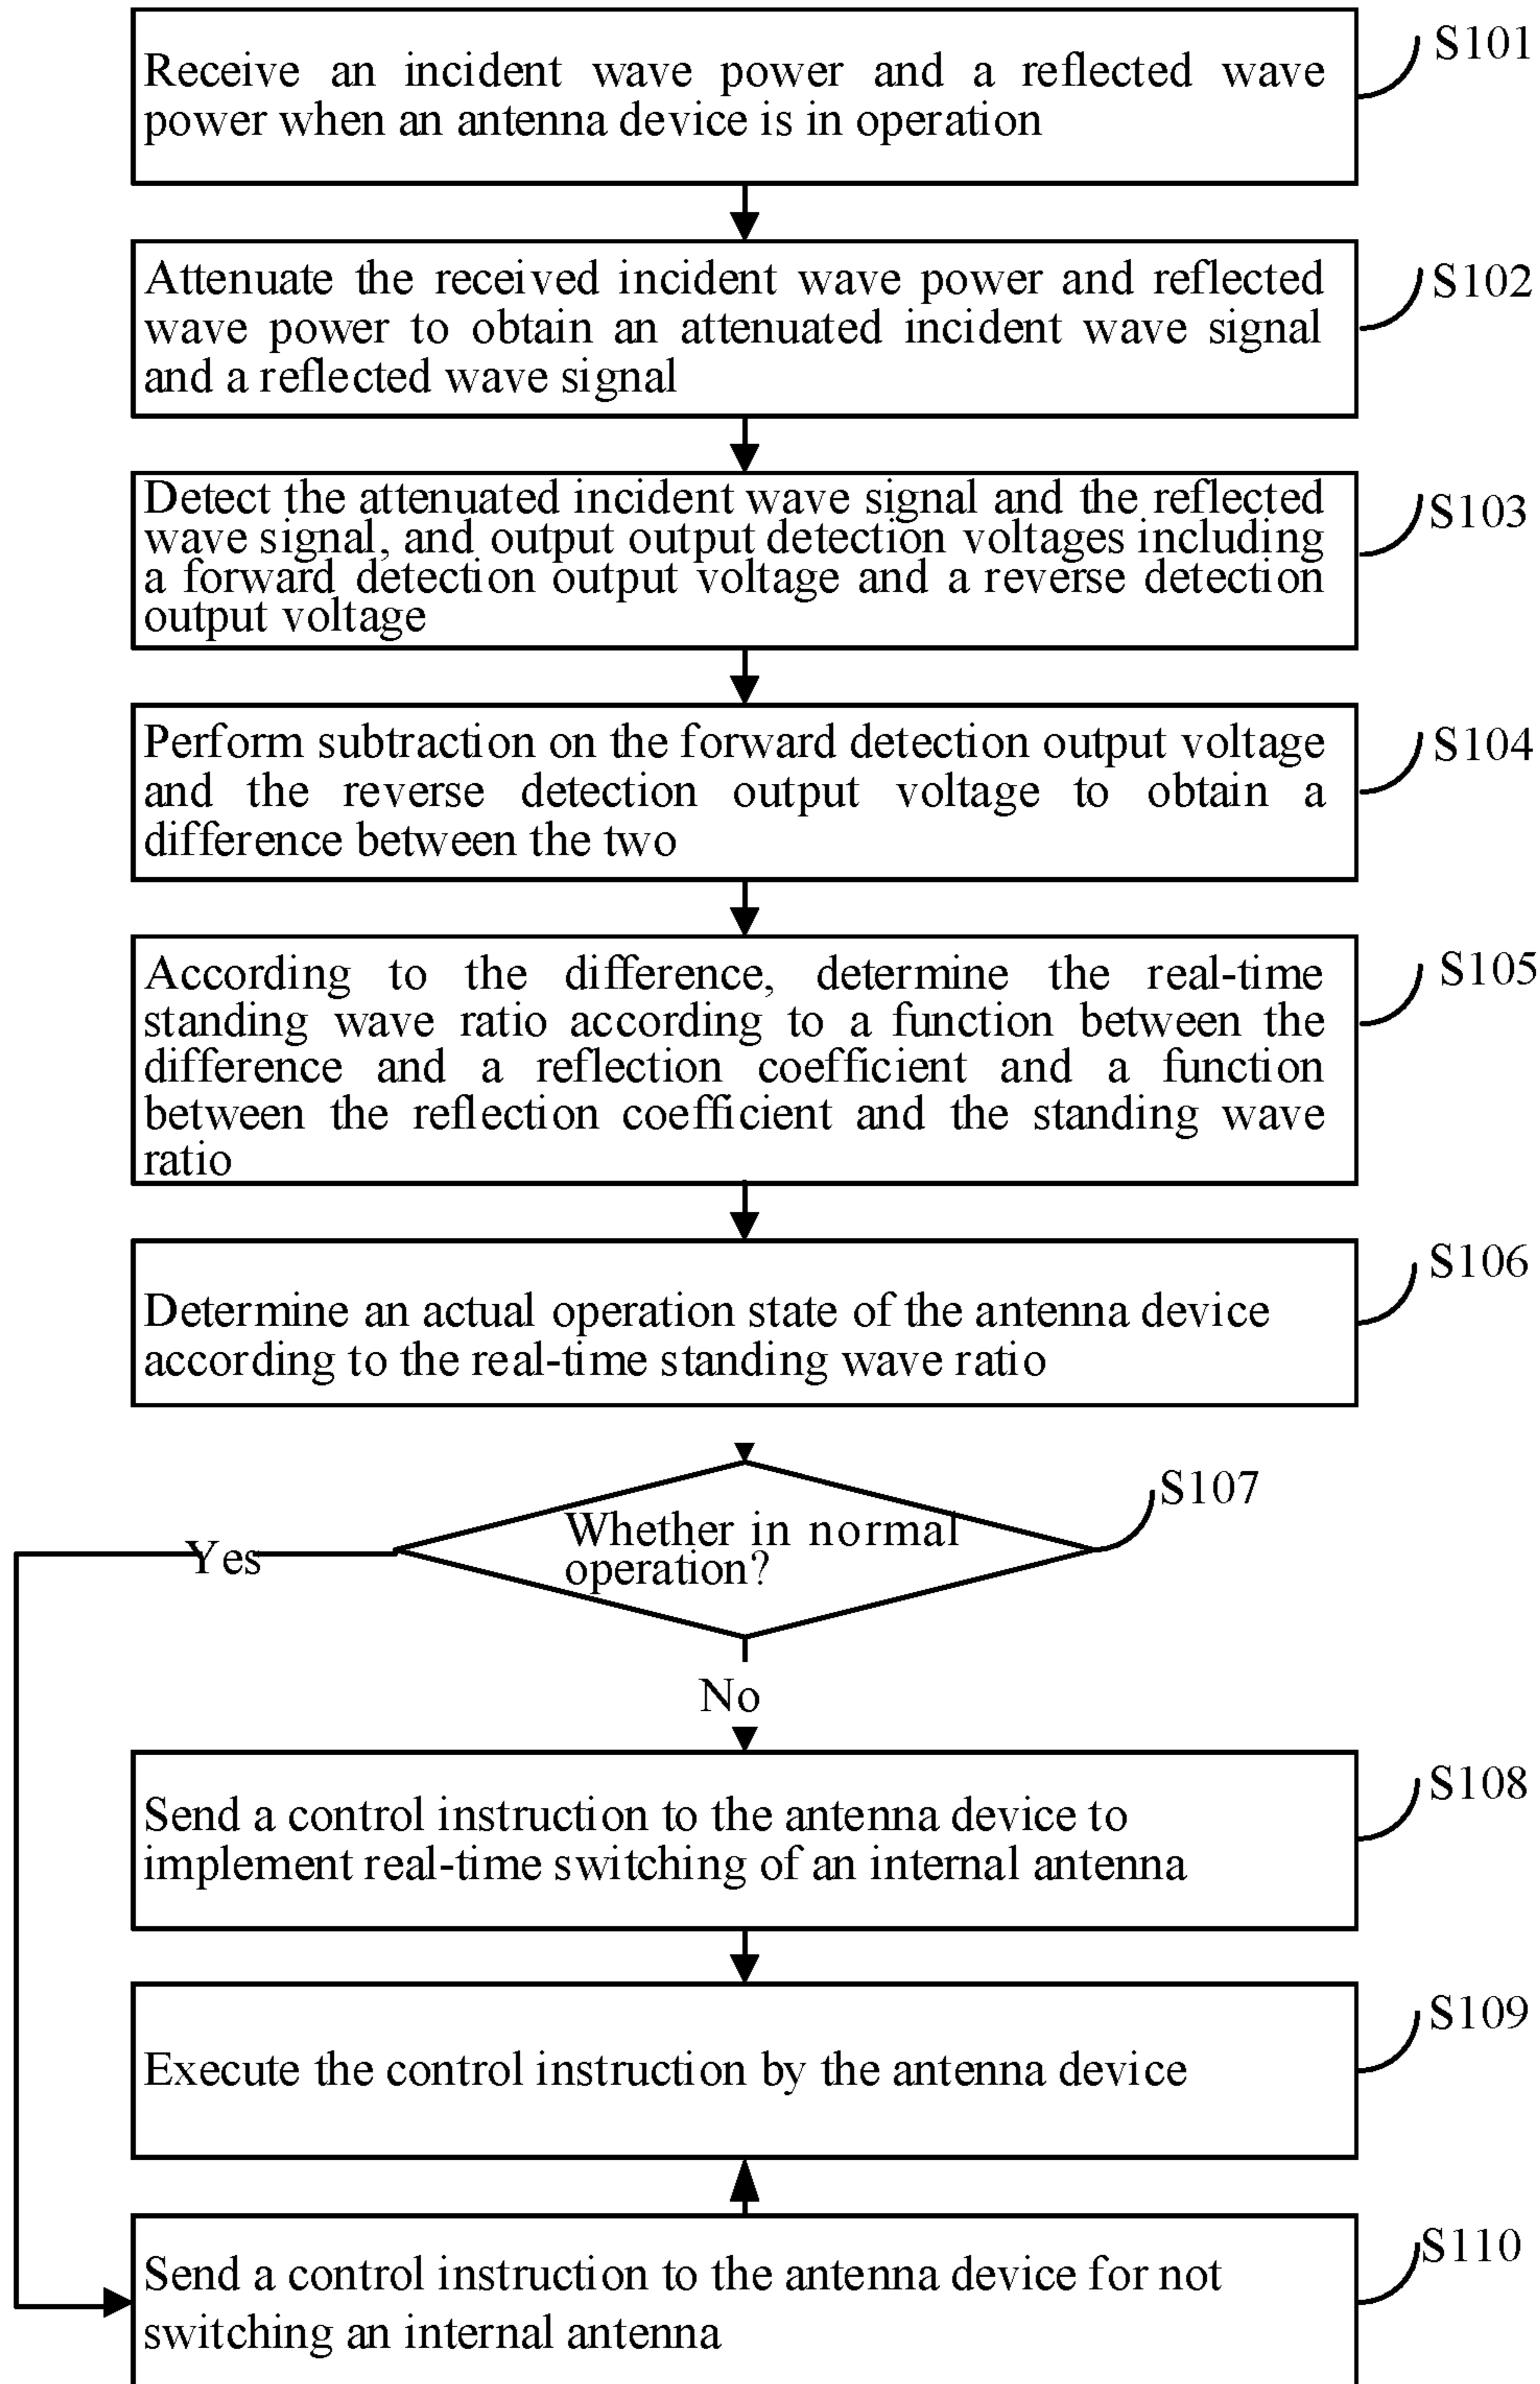 Receive an incident wave power and a reflected wave
power when an antenna device is in operation
S101
Attenuate the received incident wave power and reflected
wave power to obtain an attenuated incident wave signal
and a reflected wave signal
S102
Detect the attenuated incident wave signal and the reflected
wave signal, and output output detection voltages including
a forward detection output voltage and a reverse detection
output voltage
S103
Perform subtraction on the forward detection output voltage
and the reverse detection output voltage to obtain a
difference between the two
S104
According to the difference, determine the real-time
standing wave ratio according to a function between the
difference and a reflection coefficient and a function
between the reflection coefficient and the standing wave
ratio
S105
Determine an actual operation state of the antenna device
according to the real-time standing wave ratio
S106
Whether in normal
operation?
S107
Yes
No
Send a control instruction to the antenna device to
implement real-time switching of an internal antenna
S108
Execute the control instruction by the antenna device
S109
Send a control instruction to the antenna device for not
switching an internal antenna
S110